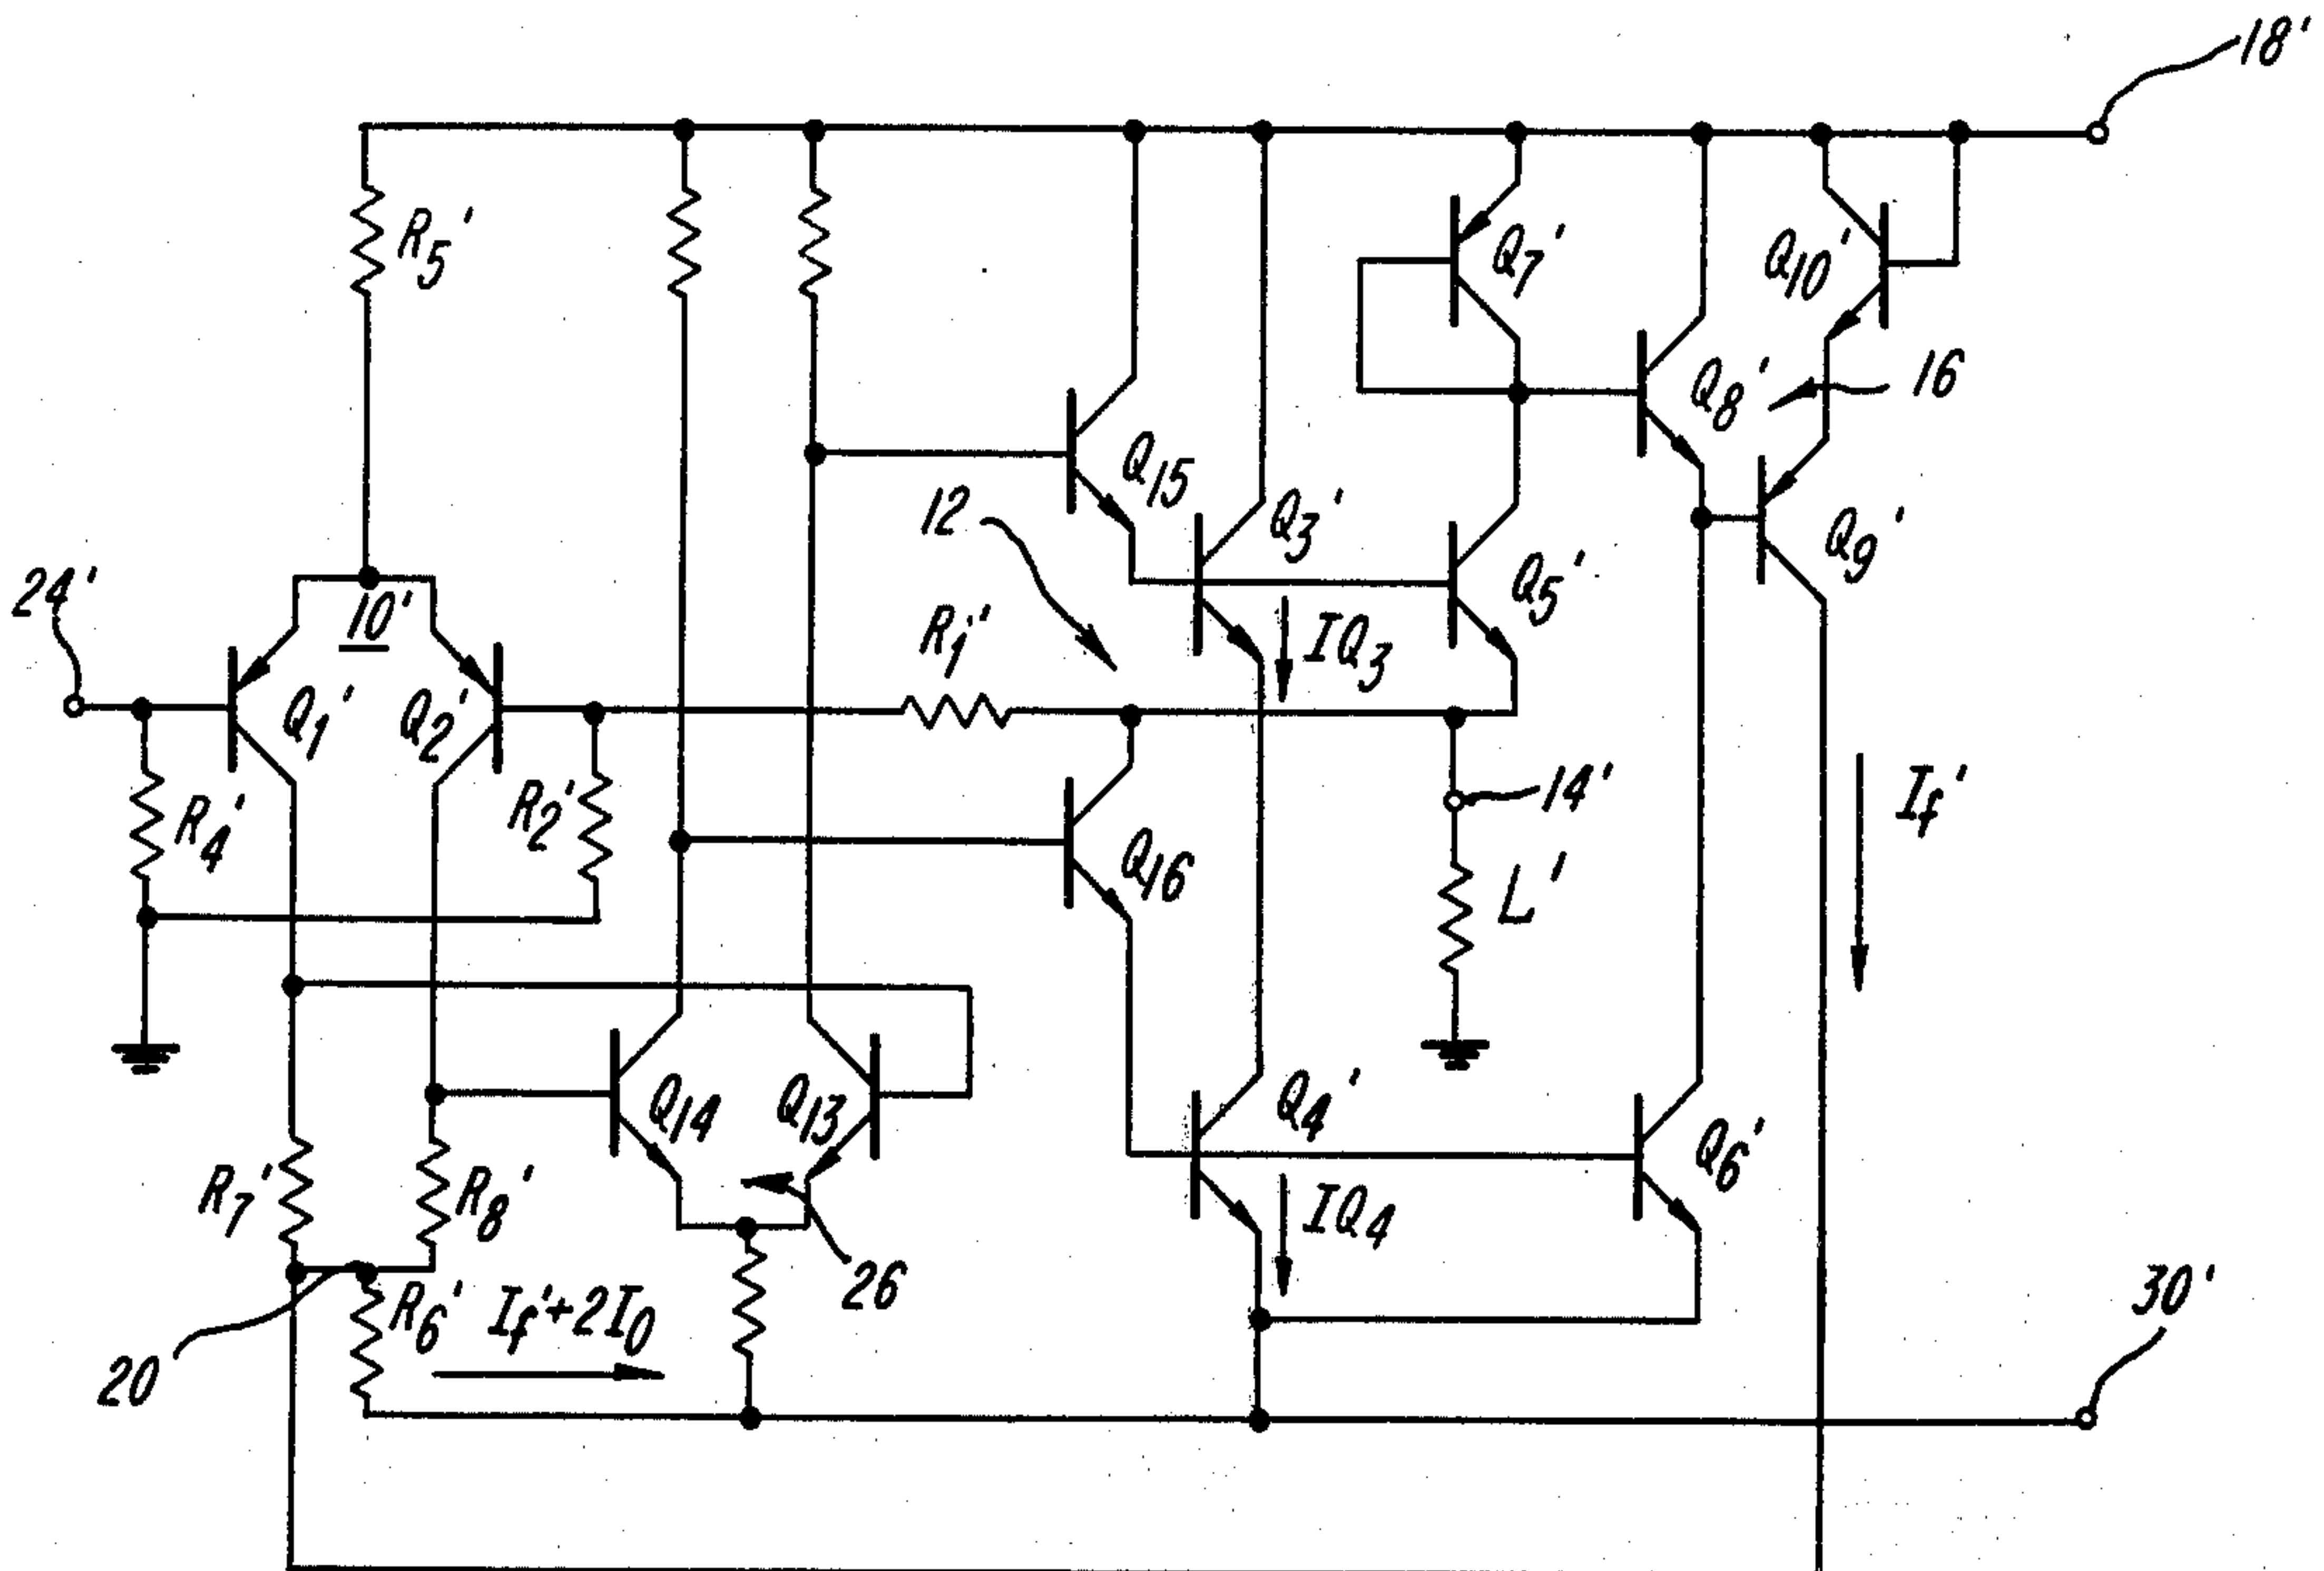 18'
R5'
Q7'
Q10'
Q8'
16
Q15
12
Q3'
Q5'
Q9'
24'
10'
R1'
IQ3
Q1'
Q2'
14'
If'
R4'
R2'
Q16
L'
Q14
Q13
Q4'
Q6'
R7'
R8'
IQ4
26
R6'
If'+2I0
30'
20